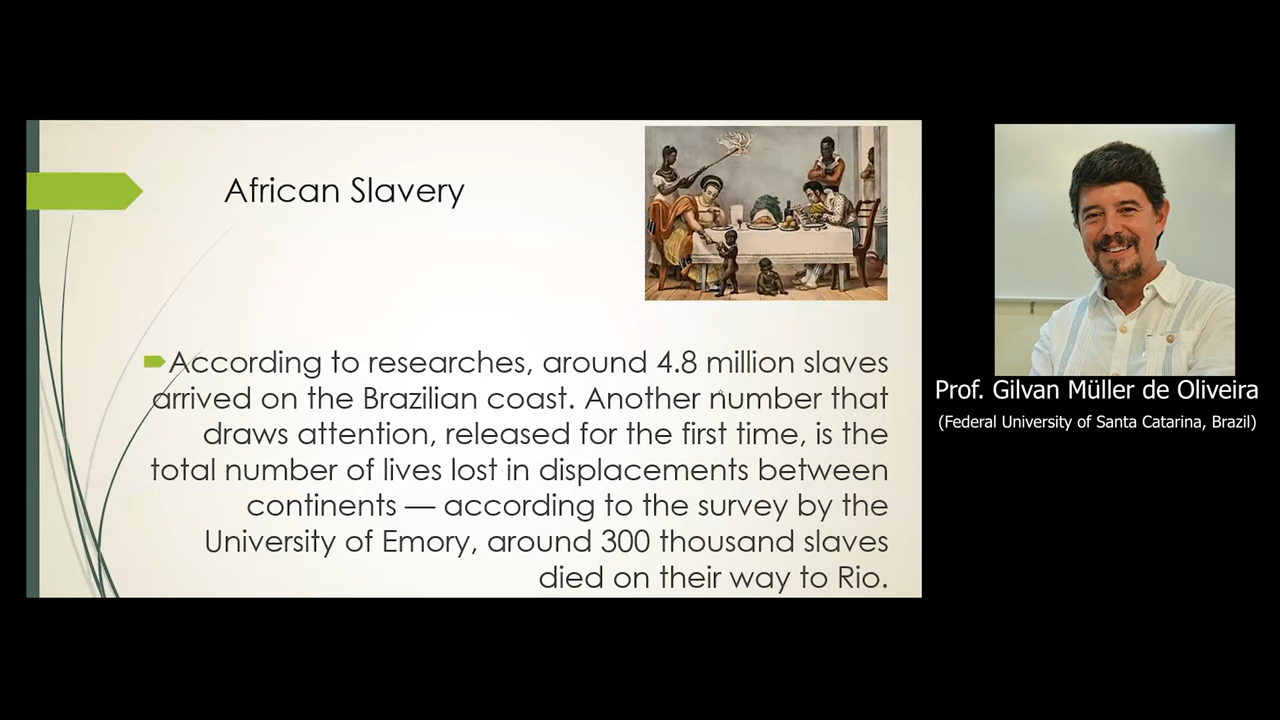 African Slavery
According to researches, around 4.8 million slaves
arrived on the Brazilian coast. Another number that
draws attention, released for the first time, is the
total number of lives lost in displacements between
continents — according to the survey by the
University of Emory, around 300 thousand slaves
died on their way to Rio.
Prof. Gilvan Müller de Oliveira
(Federal University of Santa Catarina, Brazil)